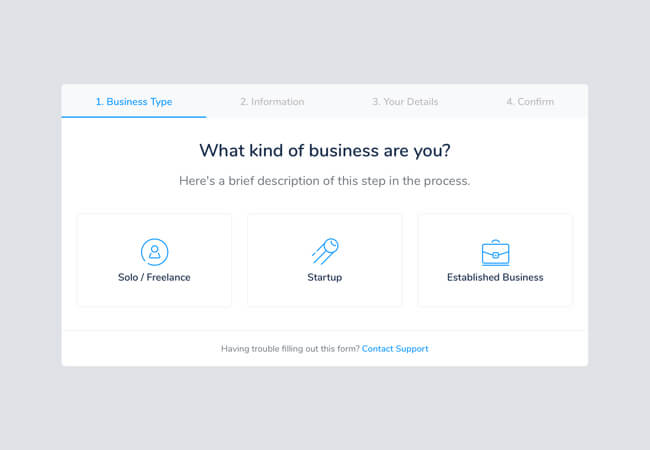 1. Business Type 2. Information 3. Your Details 4. Confirm
What kind of business are you?
Here's a brief description of this step in the process.
Solo / Freelance Startup Established Business
Having trouble filling out this form? Contact Support